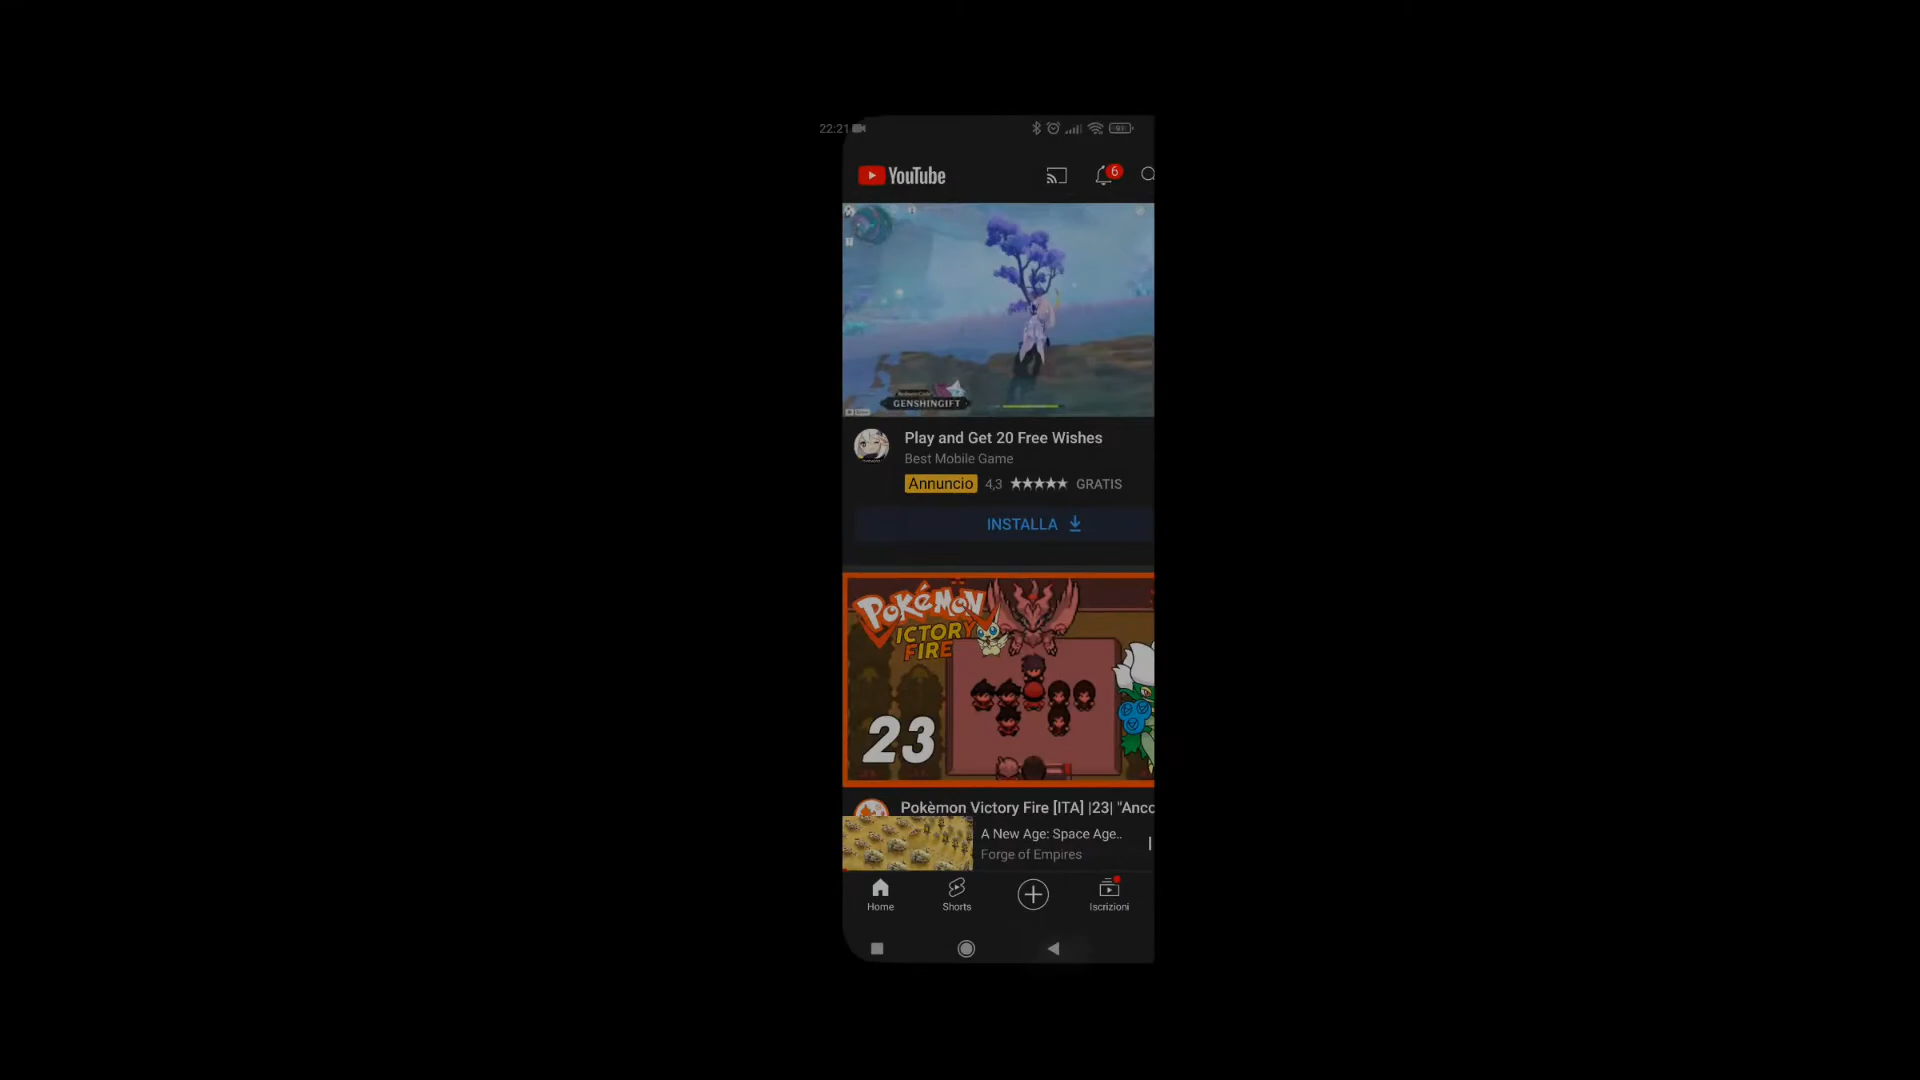 22:21
YouTube
6
GENSHINGIFT
Play and Get 20 Free Wishes
Best Mobile Game
Annuncio 4,3 ★★★★★ GRATIS
INSTALLA
POKéMON
VICTORY
FIRE
23
Pokèmon Victory Fire [ITA] |23| "Anco
A New Age: Space Age..
Forge of Empires
Home
Shorts
Iscrizioni